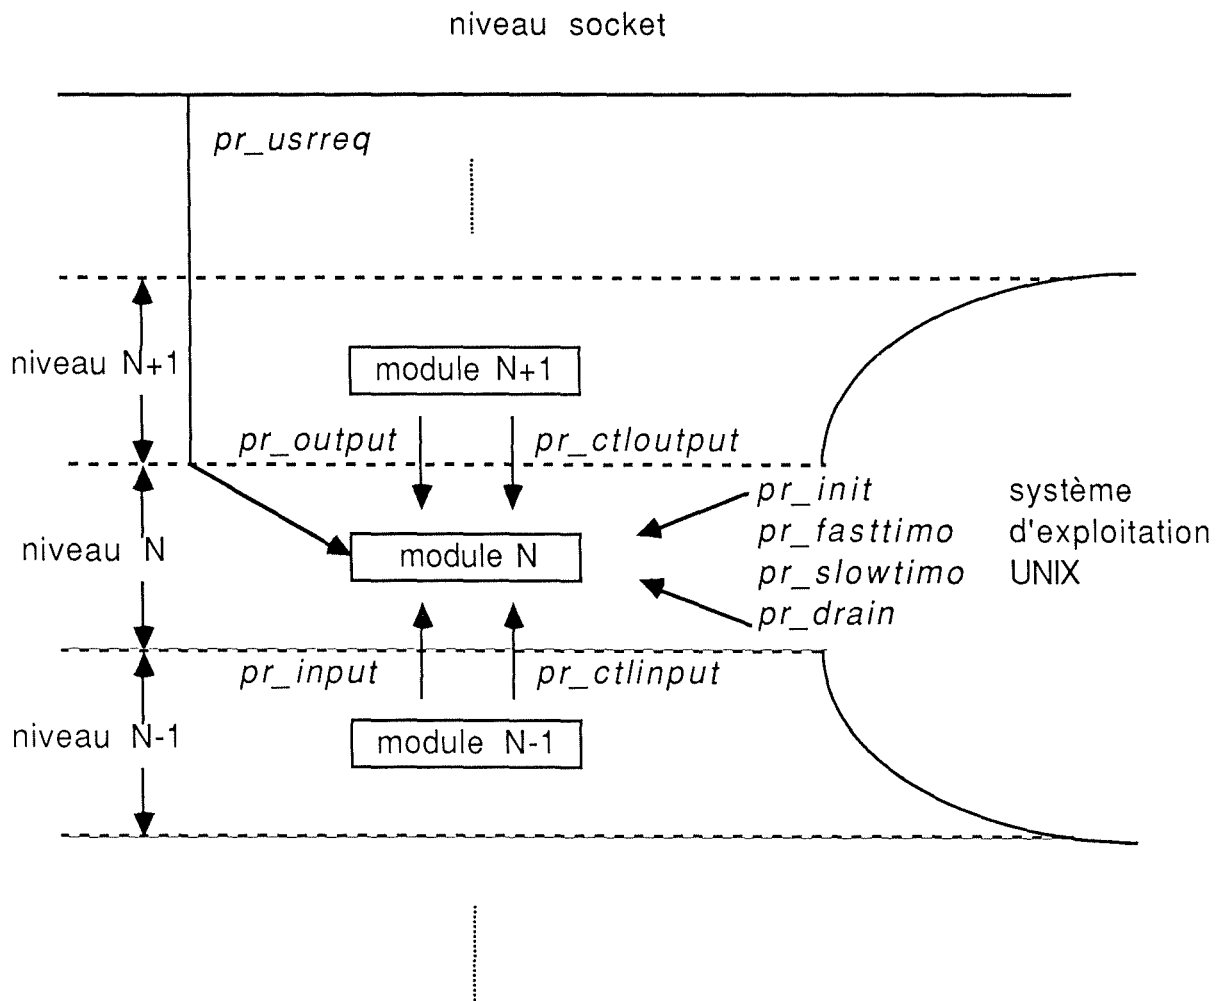 niveau socket
pr_usrreq
niveau N+1
module N+1
pr_output
pr_ctloutput
pr_init
pr_fasttimo
pr_slowtimo
pr_drain
système
d'exploitation
UNIX
niveau N
module N
pr_input
pr_ctlinput
niveau N-1
module N-1